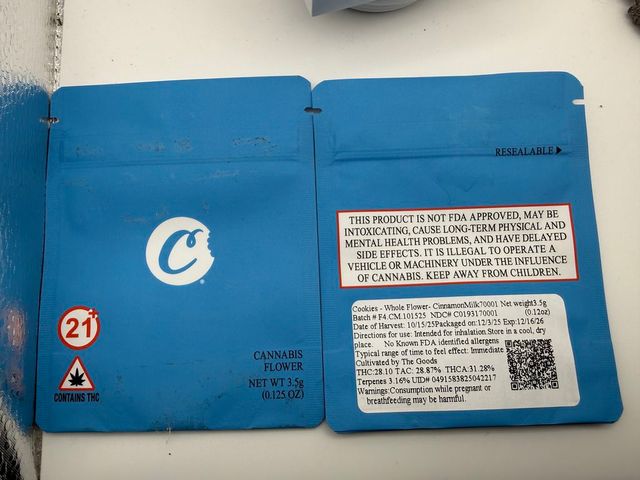 C
21+
CONTAINS THC
CANNABIS
FLOWER
NET WT 3.5g
(0.125 OZ)
RESEALABLE
THIS PRODUCT IS NOT FDA APPROVED, MAY BE
INTOXICATING, CAUSE LONG-TERM PHYSICAL AND
MENTAL HEALTH PROBLEMS, AND HAVE DELAYED
SIDE EFFECTS. IT IS ILLEGAL TO OPERATE A
VEHICLE OR MACHINERY UNDER THE INFLUENCE
OF CANNABIS. KEEP AWAY FROM CHILDREN.
Cookies - Whole Flower- CinnamonMilk70001 Net weight3.5g
Batch # F4.CM.101525 NDC# C0193170001 (0.12oz)
Date of Harvest: 10/15/25Packaged on:12/3/25 Exp:12/16/26
Directions for use: Intended for inhalation.Store in a cool, dry
place. No Known FDA identified allergens
Typical range of time to feel effect: Immediate
Cultivated by The Goods
THC:28.10 TAC: 28.87% THCA:31.28%
Terpenes 3.16% UID# 0491583825042217
Warnings:Consumption while pregnant or
breathfeeding may be harmful.